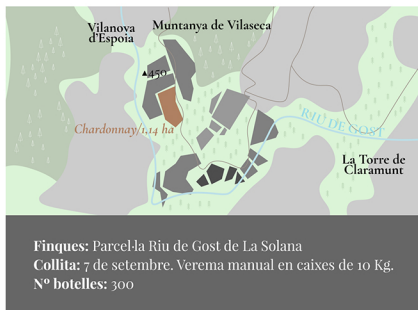 Vilanova
d'Espoia
Muntanya de Vilaseca
▲450
Chardonnay/1,14 ha
RIU DE GOST
La Torre de
Claramunt
Finques: Parcel·la Riu de Gost de La Solana
Collita: 7 de setembre. Verema manual en caixes de 10 Kg.
Nº botelles: 300